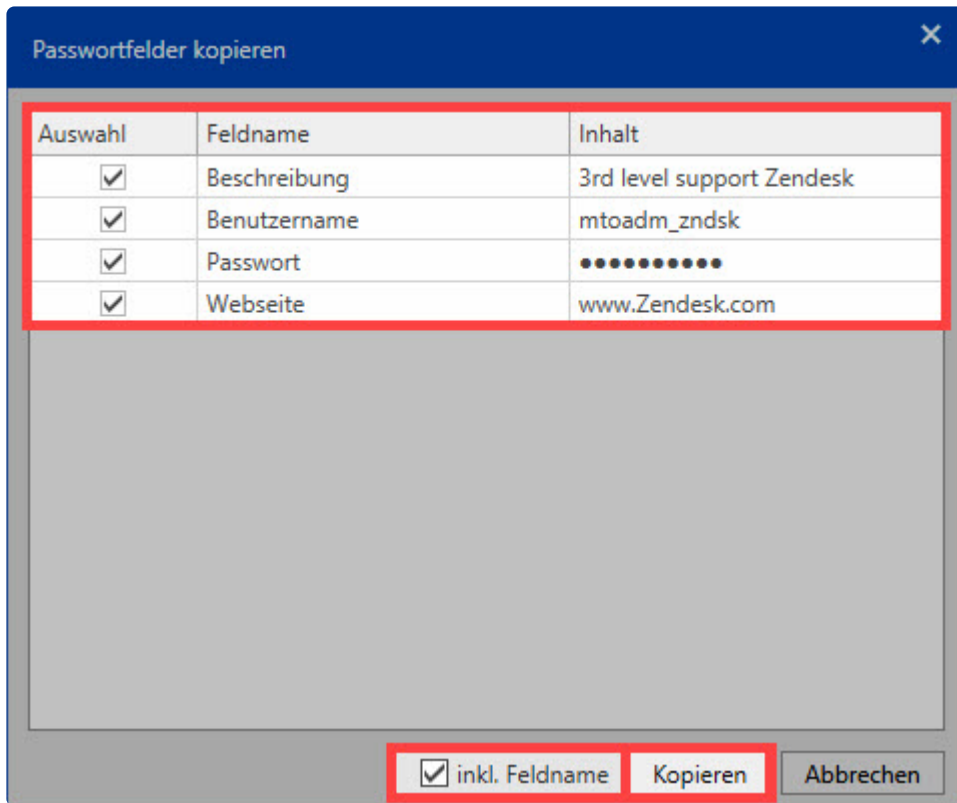 Passwortfelder kopieren
Auswahl Feldname Inhalt
Beschreibung 3rd level support Zendesk
Benutzername mtoadm_zndsk
Passwort ●●●●●●●●●●
Webseite www.Zendesk.com
inkl. Feldname Kopieren Abbrechen